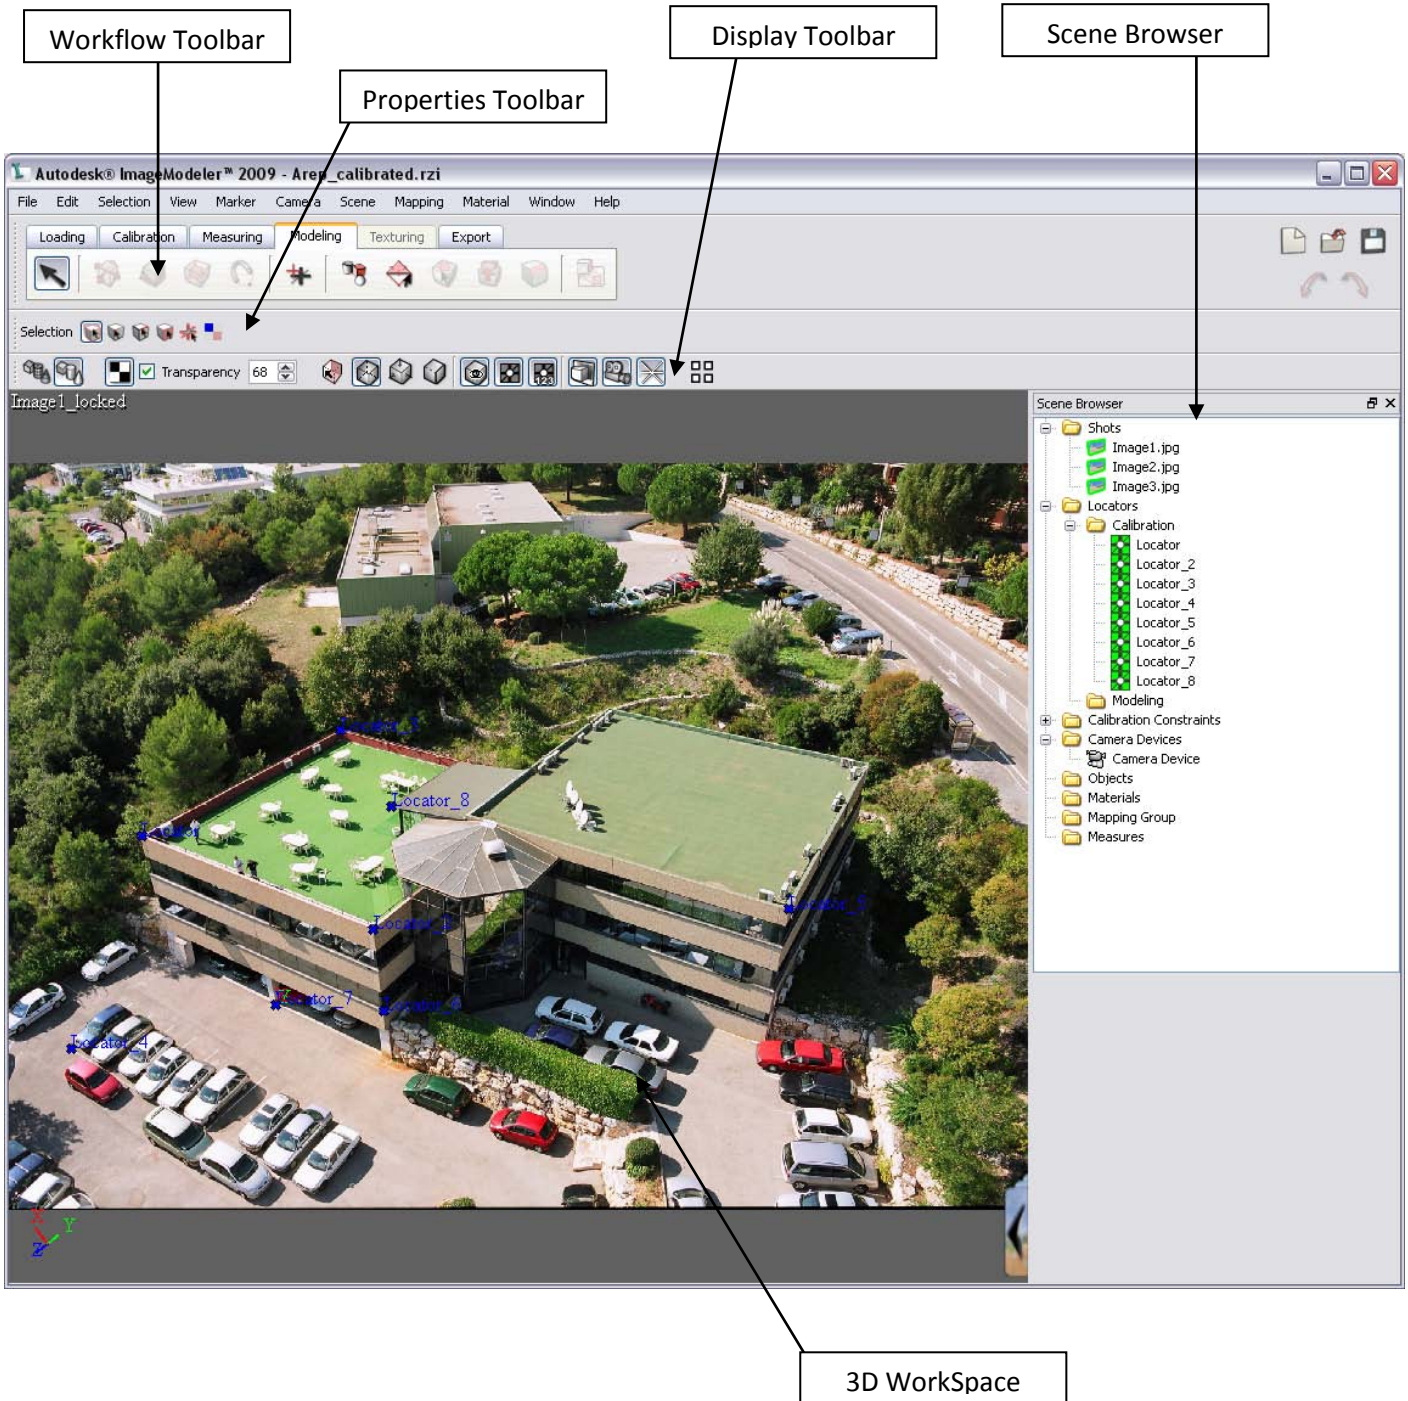 Workflow Toolbar
Display Toolbar
Scene Browser
Properties Toolbar
Autodesk® ImageModeler™ 2009 - Arep_calibrated.rzi
File Edit Selection View Marker Camera Scene Mapping Material Window Help
Loading Calibration Measuring Modeling Texturing Export
Selection
Transparency 68
123
Image1_locked
Scene Browser
Shots
Image1.jpg
Image2.jpg
Image3.jpg
Locators
Calibration
Locator
Locator_2
Locator_3
Locator_4
Locator_5
Locator_6
Locator_7
Locator_8
Modeling
Calibration Constraints
Camera Devices
Camera Device
Objects
Materials
Mapping Group
Measures
Locator_8
Locator
Locator_7
Locator_4
X
Y
Z
3D WorkSpace